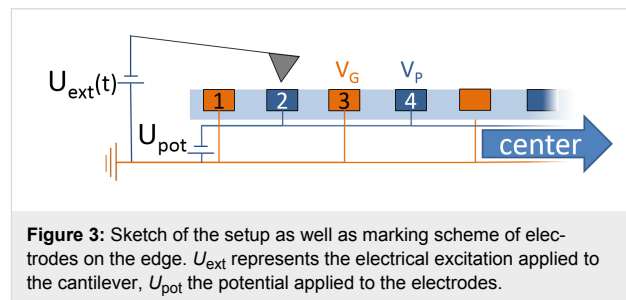 V_G V_P
U_ext(t)
1 2 3 4
U_pot
center
Figure 3: Sketch of the setup as well as marking scheme of elec-
trodes on the edge. U_ext represents the electrical excitation applied to
the cantilever, U_pot the potential applied to the electrodes.